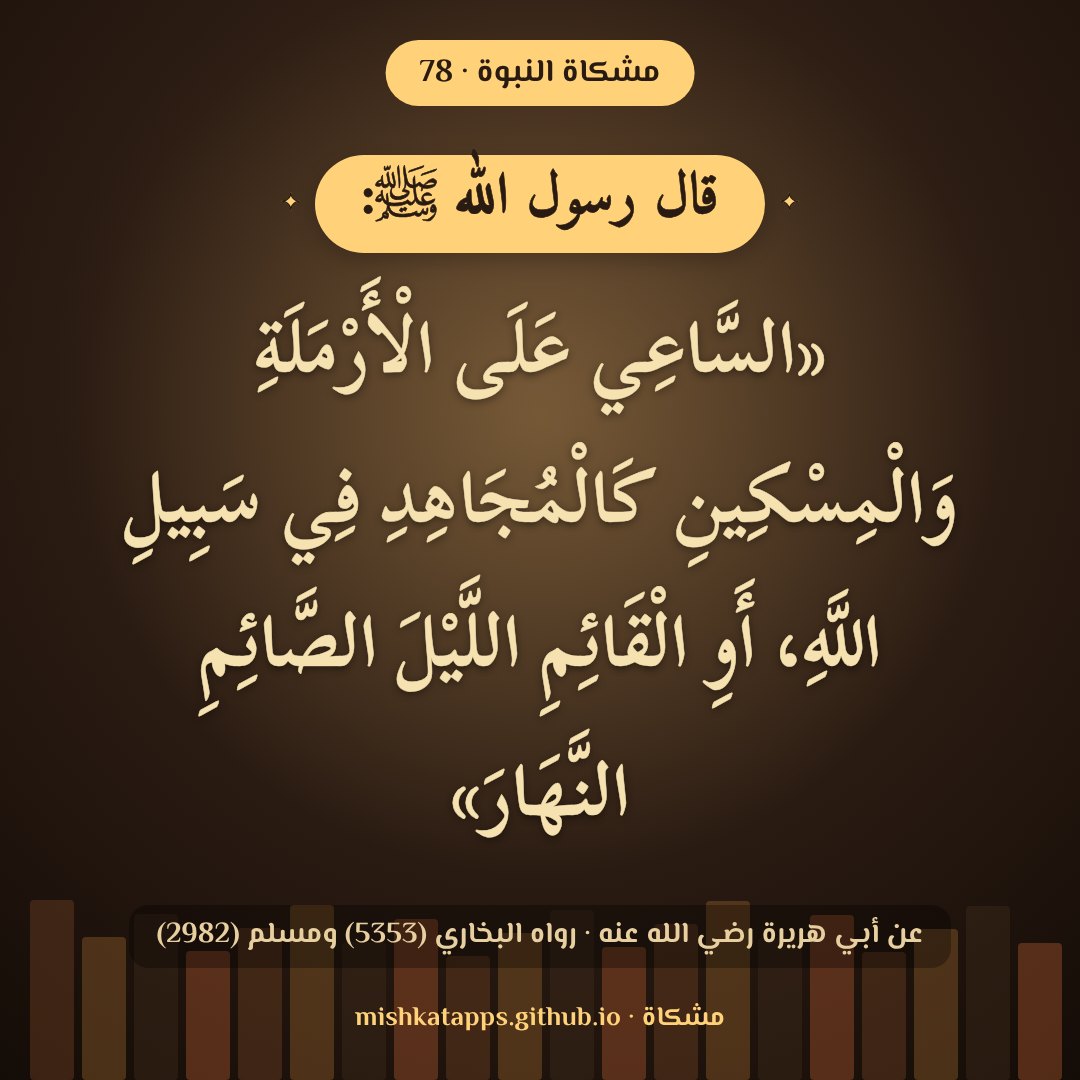 مشكاة النبوة · 78
قال رسول الله ﷺ:
«السَّاعِي عَلَى الْأَرْمَلَةِ
وَالْمِسْكِينِ كَالْمُجَاهِدِ فِي سَبِيلِ
اللَّهِ، أَوِ الْقَائِمِ اللَّيْلَ الصَّائِمِ
النَّهَارَ»
عن أبي هريرة رضي الله عنه · رواه البخاري (5353) ومسلم (2982)
مشكاة · mishkatapps.github.io